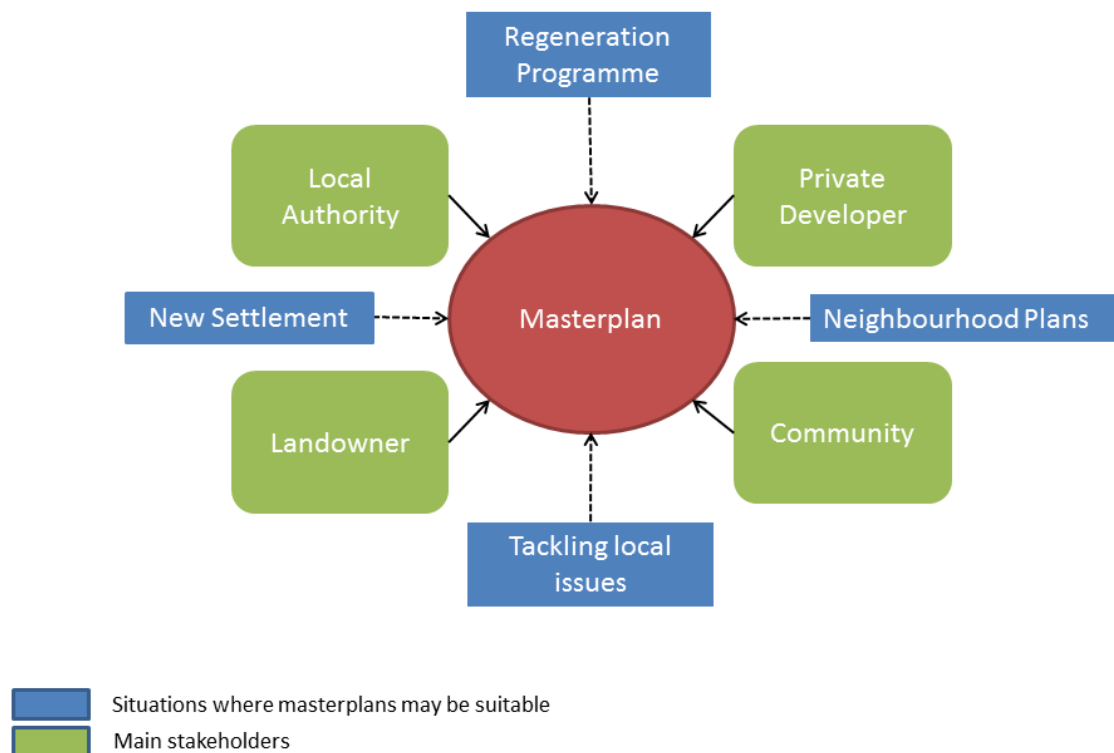 Regeneration
Programme
Local
Authority
Private
Developer
New Settlement
Masterplan
Neighbourhood Plans
Landowner
Community
Tackling local
issues
Situations where masterplans may be suitable
Main stakeholders